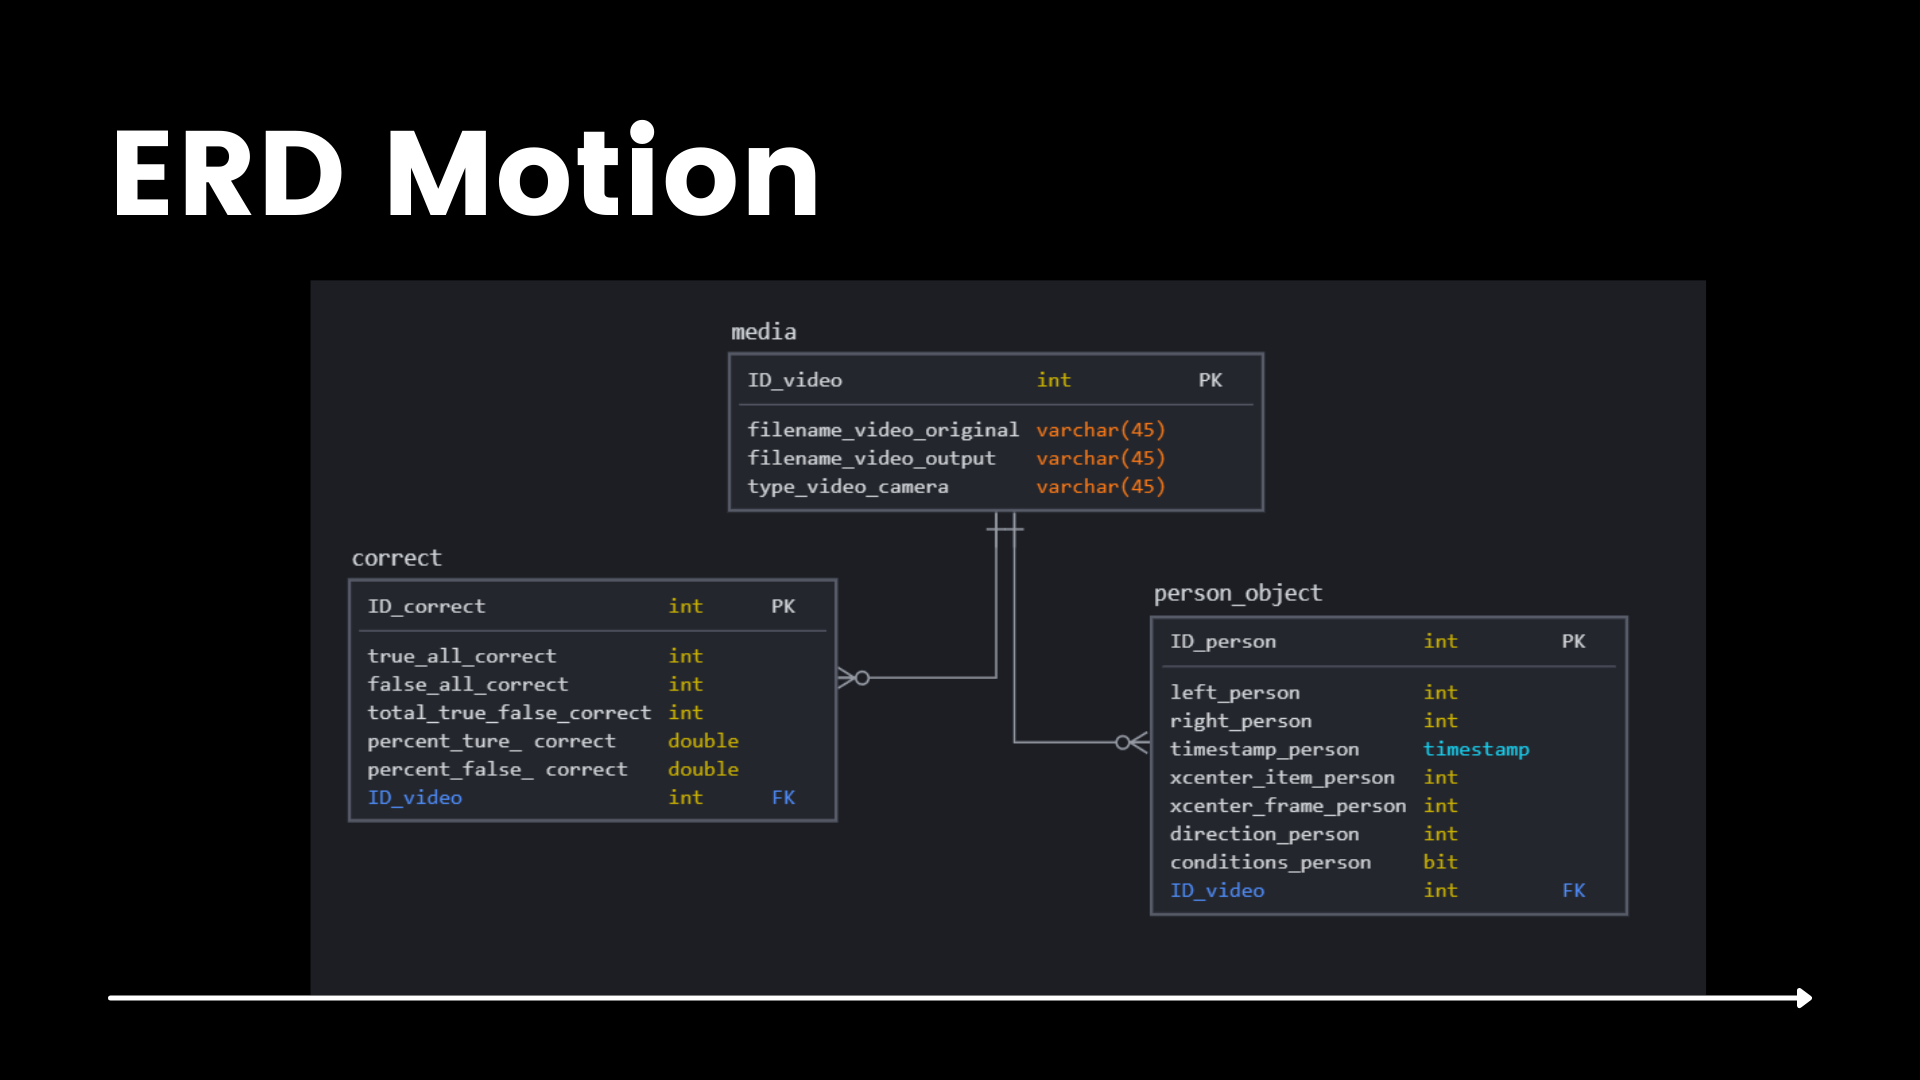 ERD Motion
media
ID_video int PK
filename_video_original varchar(45)
filename_video_output varchar(45)
type_video_camera varchar(45)
correct
ID_correct int PK
true_all_correct int
false_all_correct int
total_true_false_correct int
percent_ture_ correct double
percent_false_ correct double
ID_video int FK
person_object
ID_person int PK
left_person int
right_person int
timestamp_person timestamp
xcenter_item_person int
xcenter_frame_person int
direction_person int
conditions_person bit
ID_video int FK